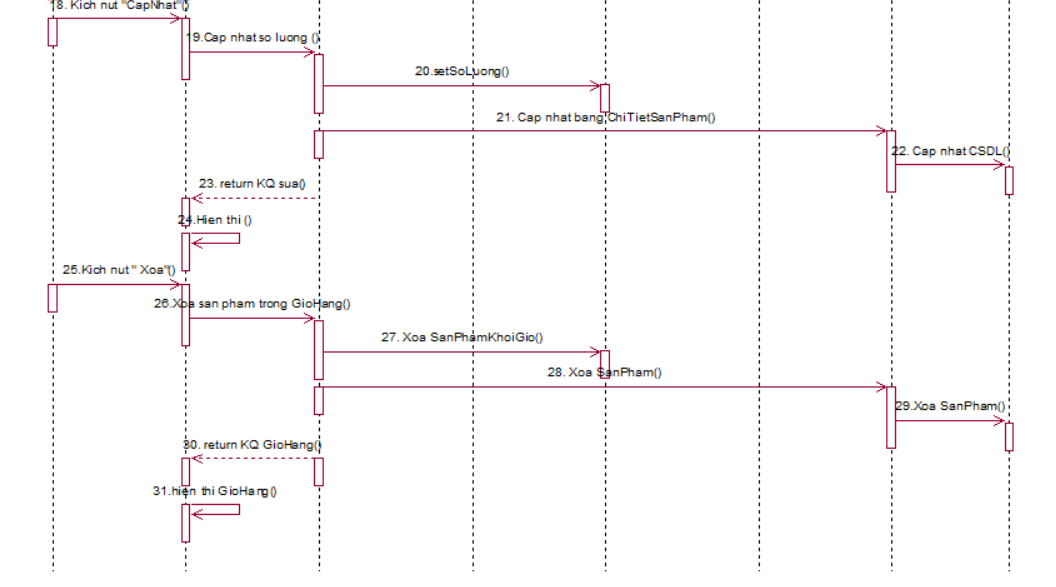 18. Kich nut "CapNhat"()
19.Cap nhat so luong ()
20.setSoLuong()
21. Cap nhat bang ChiTietSanPham()
22. Cap nhat CSDL()
23. return KQ sua()
24.Hien thi ()
25.Kich nut " Xoa"()
26.Xoa san pham trong GioHang()
27. Xoa SanPhamKhoiGio()
28. Xoa SanPham()
29.Xoa SanPham()
30. return KQ GioHang()
31.hien thi GioHang()